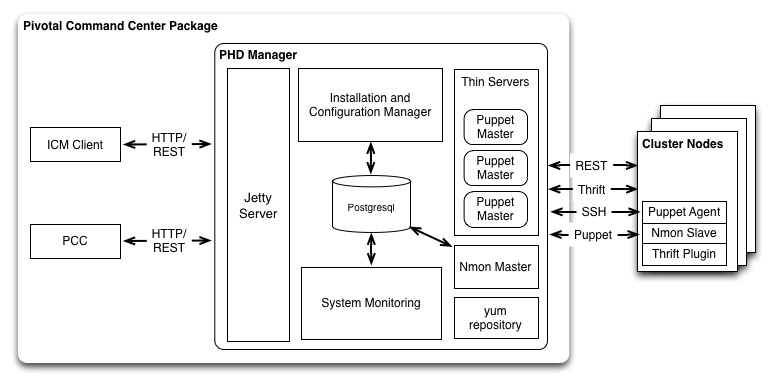 Pivotal Command Center Package
PHD Manager
ICM Client
HTTP/
REST
PCC
HTTP/
REST
Jetty
Server
Installation and
Configuration Manager
Postgresql
System Monitoring
Thin Servers
Puppet
Master
Puppet
Master
Puppet
Master
Nmon Master
yum
repository
REST
Thrift
SSH
Puppet
Cluster Nodes
Puppet Agent
Nmon Slave
Thrift Plugin